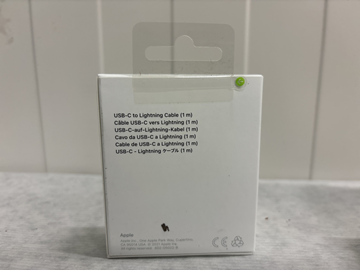 USB-C to Lightning Cable (1 m)
Câble USB-C vers Lightning (1 m)
USB-C-auf-Lightning-Kabel (1 m)
Cavo da USB-C a Lightning (1 m)
Cable de USB-C a Lightning (1 m)
USB-C - Lightning ケーブル (1 m)
Apple
CE